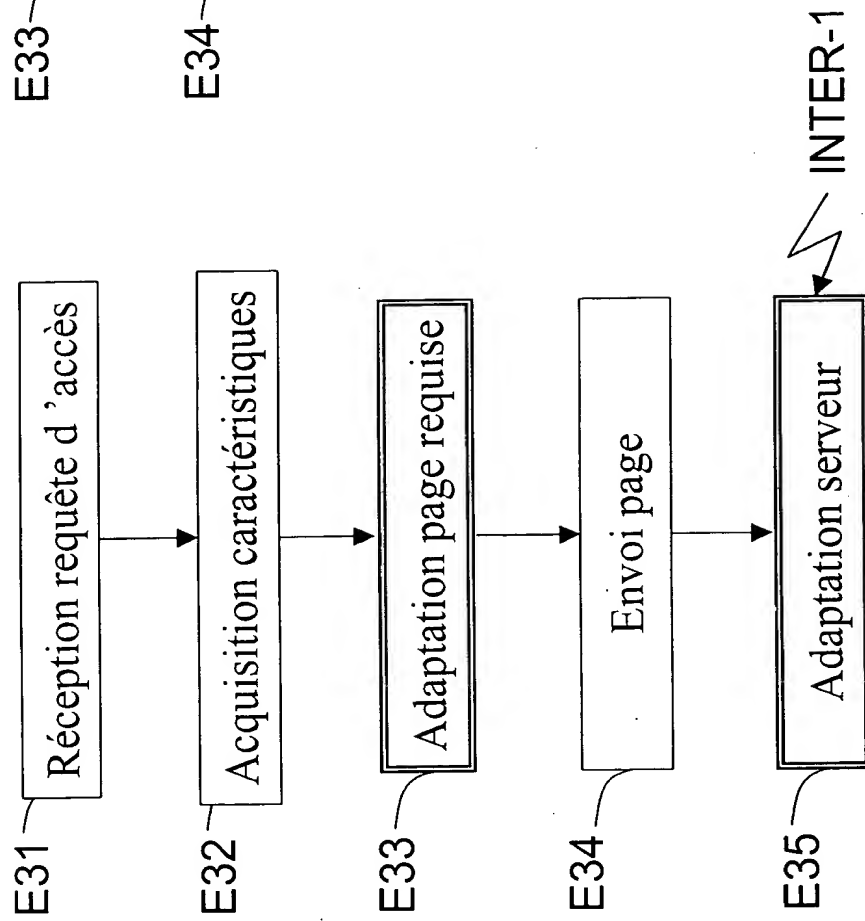 E31
Réception requête d ’accès
E32
Acquisition caractéristiques
E33
Adaptation page requise
E34
Envoi page
E35
Adaptation serveur
INTER-1
E33
E34